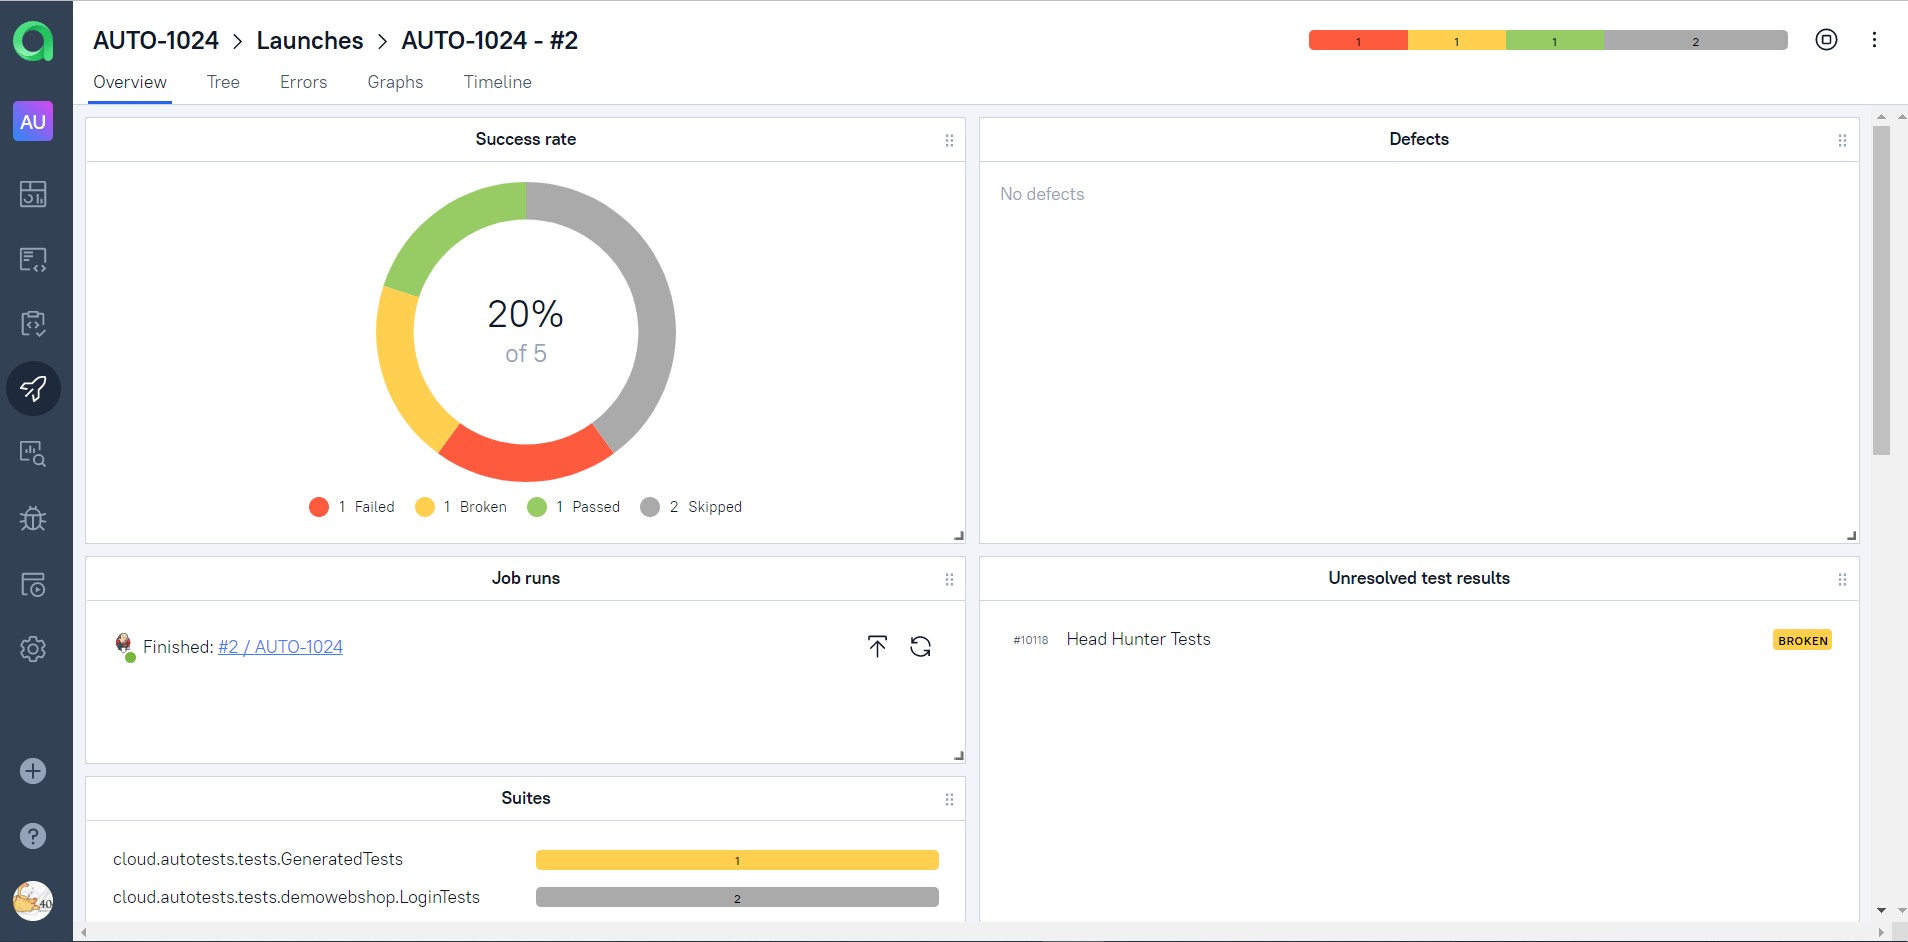 AUTO-1024 > Launches > AUTO-1024 - #2
1 1 1 2
Overview Tree Errors Graphs Timeline
AU
Success rate
20%
of 5
1 Failed 1 Broken 1 Passed 2 Skipped
Defects
No defects
Job runs
Finished: #2 / AUTO-1024
Unresolved test results
#10118 Head Hunter Tests BROKEN
Suites
cloud.autotests.tests.GeneratedTests 1
cloud.autotests.tests.demowebshop.LoginTests 2
40